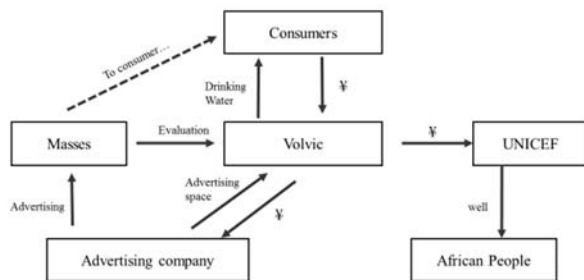 Consumers
To consumer...
Drinking
Water
¥
Masses
Evaluation
Volvic
¥
UNICEF
Advertising
Advertising
space
¥
well
Advertising company
African People